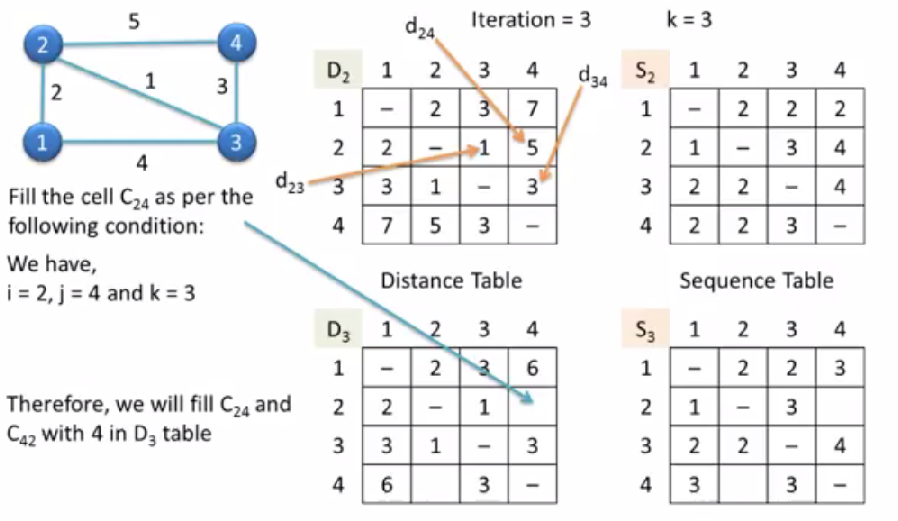 Iteration = 3 k = 3
5
2 4
2 1 3
1 3
4
d24
d34
d23
D2 1 2 3 4
1 – 2 3 7
2 2 – 1 5
3 3 1 – 3
4 7 5 3 –
S2 1 2 3 4
1 – 2 2 2
2 1 – 3 4
3 2 2 – 4
4 2 2 3 –
Fill the cell C24 as per the
following condition:
We have,
i = 2, j = 4 and k = 3
Distance Table
Sequence Table
D3 1 2 3 4
1 – 2 3 6
2 2 – 1
3 3 1 – 3
4 6 3 –
S3 1 2 3 4
1 – 2 2 3
2 1 – 3
3 2 2 – 4
4 3 3 –
Therefore, we will fill C24 and
C42 with 4 in D3 table